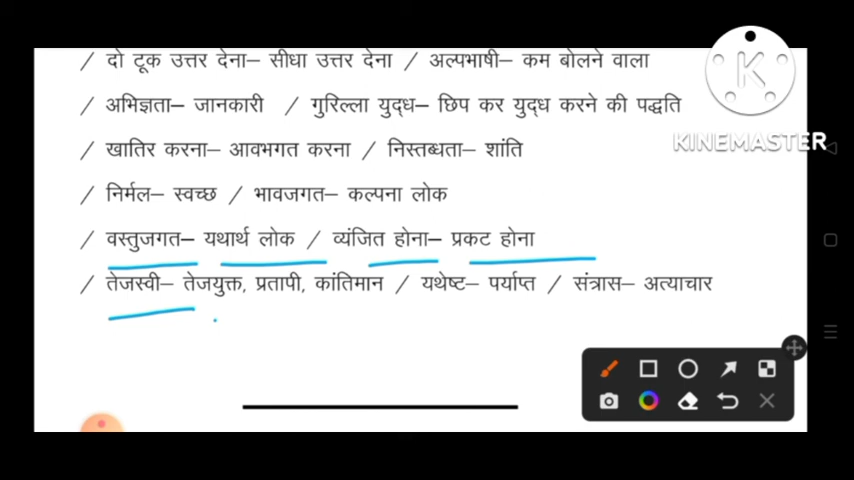 / दो टूक उत्तर देना– सीधा उत्तर देना / अल्पभाषी– कम बोलने वाला
/ अभिज्ञता– जानकारी / गुरिल्ला युद्ध– छिप कर युद्ध करने की पद्धति
/ खातिर करना– आवभगत करना / निस्तब्धता– शांति
/ निर्मल– स्वच्छ / भावजगत– कल्पना लोक
/ वस्तुजगत– यथार्थ लोक / व्यंजित होना– प्रकट होना
/ तेजस्वी– तेजयुक्त, प्रतापी, कांतिमान / यथेष्ट– पर्याप्त / संत्रास– अत्याचार
K
KINEMASTER